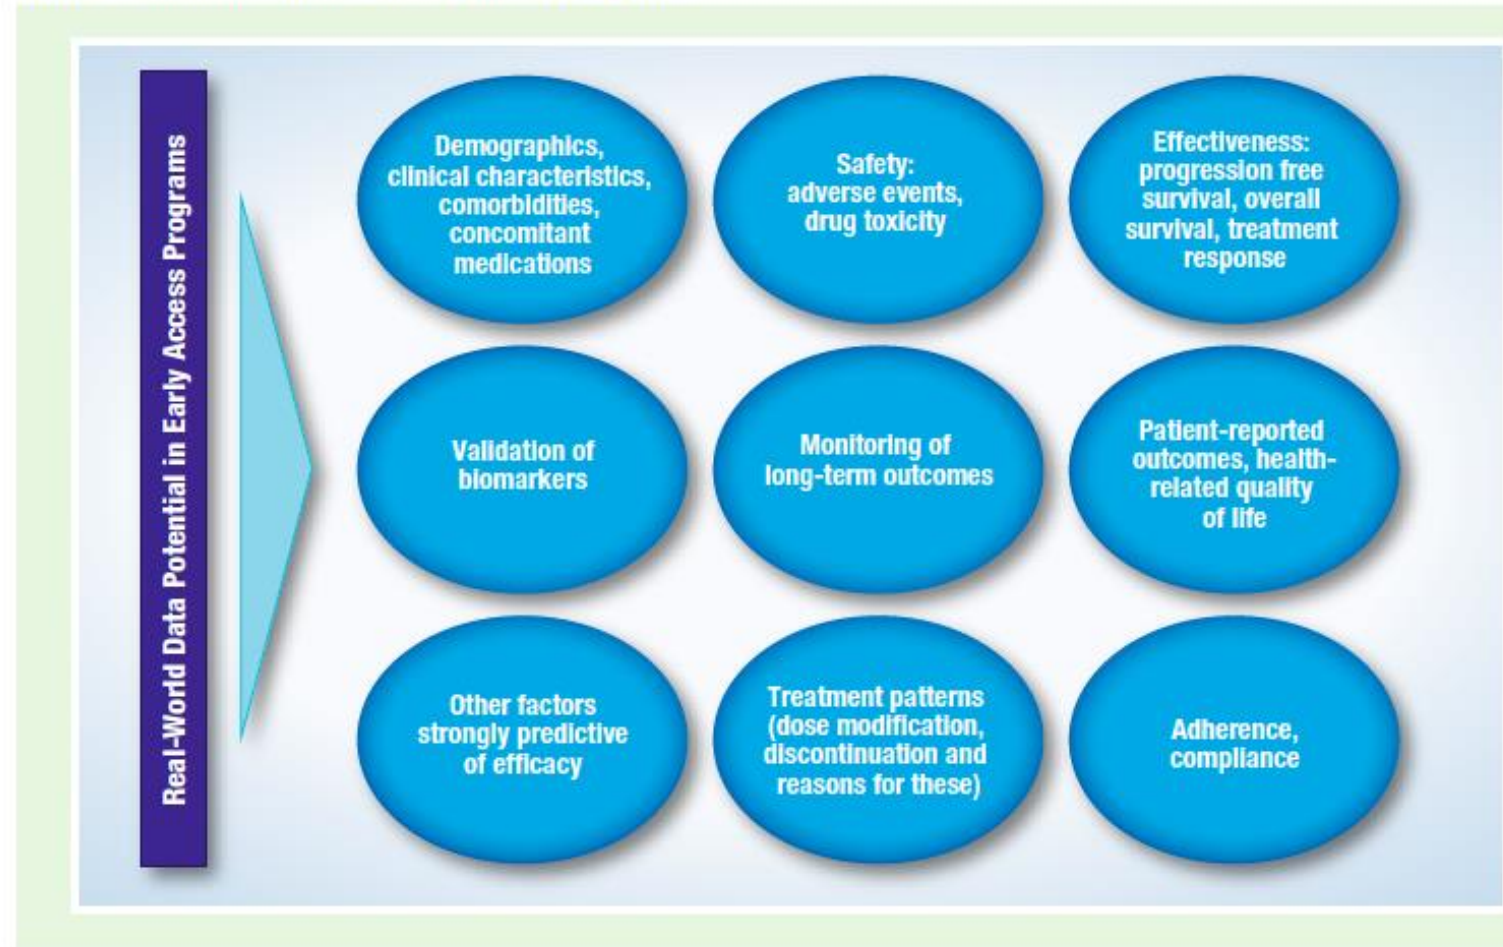 Real-World Data Potential in Early Access Programs
Demographics,
clinical characteristics,
comorbidities,
concomitant
medications
Safety:
adverse events,
drug toxicity
Effectiveness:
progression free
survival, overall
survival, treatment
response
Validation of
biomarkers
Monitoring of
long-term outcomes
Patient-reported
outcomes, health-
related quality
of life
Other factors
strongly predictive
of efficacy
Treatment patterns
(dose modification,
discontinuation and
reasons for these)
Adherence,
compliance